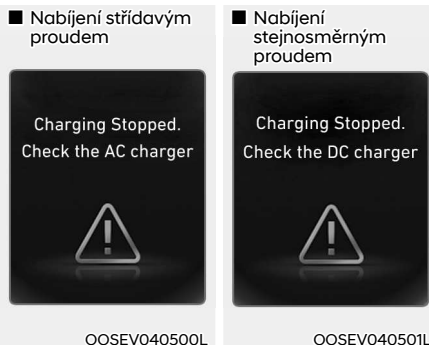 ■ Nabíjení střídavým
proudem
Charging Stopped.
Check the AC charger
OOSEV040500L
■ Nabíjení
stejnosměrným
proudem
Charging Stopped.
Check the DC charger
OOSEV040501L